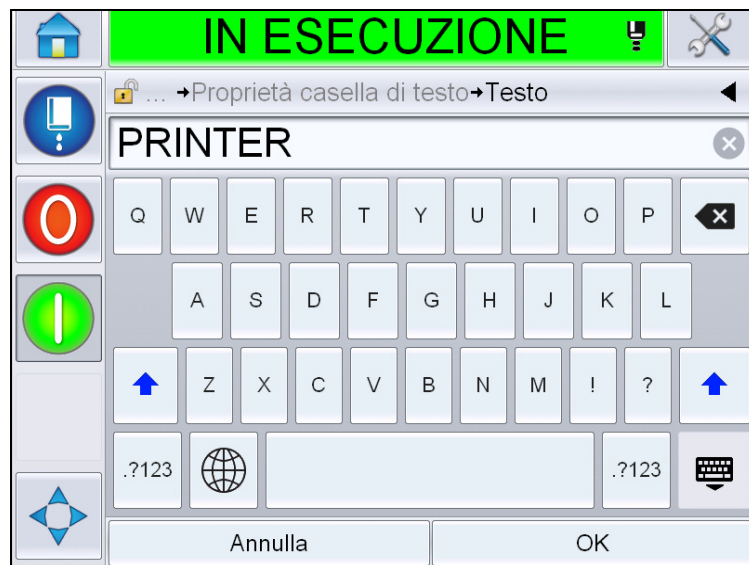 IN ESECUZIONE
... →Proprietà casella di testo→Testo
PRINTER
Q W E R T Y U I O P
A S D F G H J K L
Z X C V B N M ! ?
.?123 .?123
Annulla OK